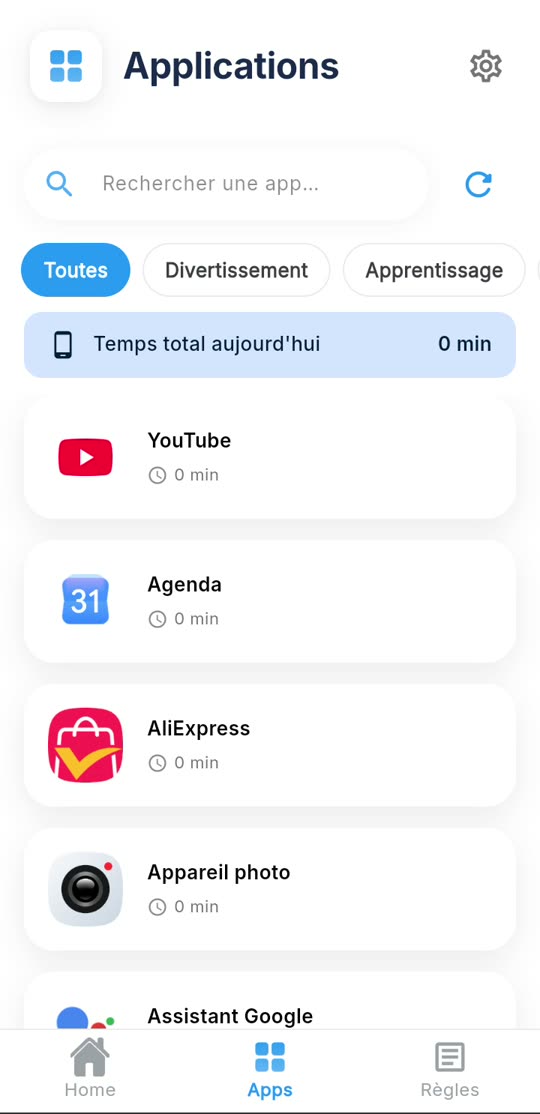 Applications
Rechercher une app...
Toutes
Divertissement
Apprentissage
Temps total aujourd'hui
0 min
YouTube
0 min
31
Agenda
0 min
AliExpress
0 min
Appareil photo
0 min
Assistant Google
Home
Apps
Règles